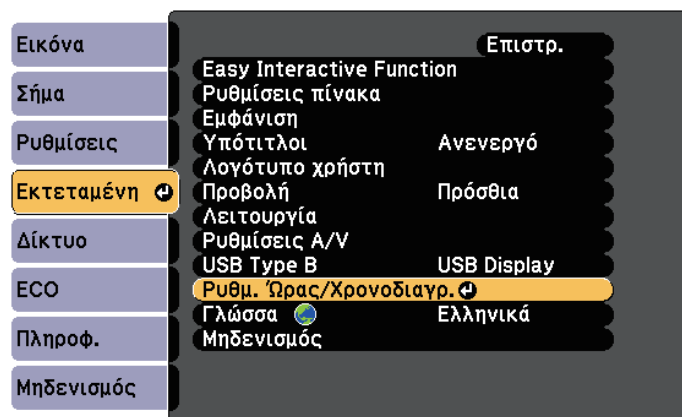 Εικόνα
Σήμα
Ρυθμίσεις
Εκτεταμένη
Δίκτυο
ECO
Πληροφ.
Μηδενισμός
Επιστρ.
Easy Interactive Function
Ρυθμίσεις πίνακα
Εμφάνιση
Υπότιτλοι Ανενεργό
Λογότυπο χρήστη
Προβολή Πρόσθια
Λειτουργία
Ρυθμίσεις A/V
USB Type B USB Display
Ρυθμ. Ώρας/Χρονοδιαγρ.
Γλώσσα Ελληνικά
Μηδενισμός